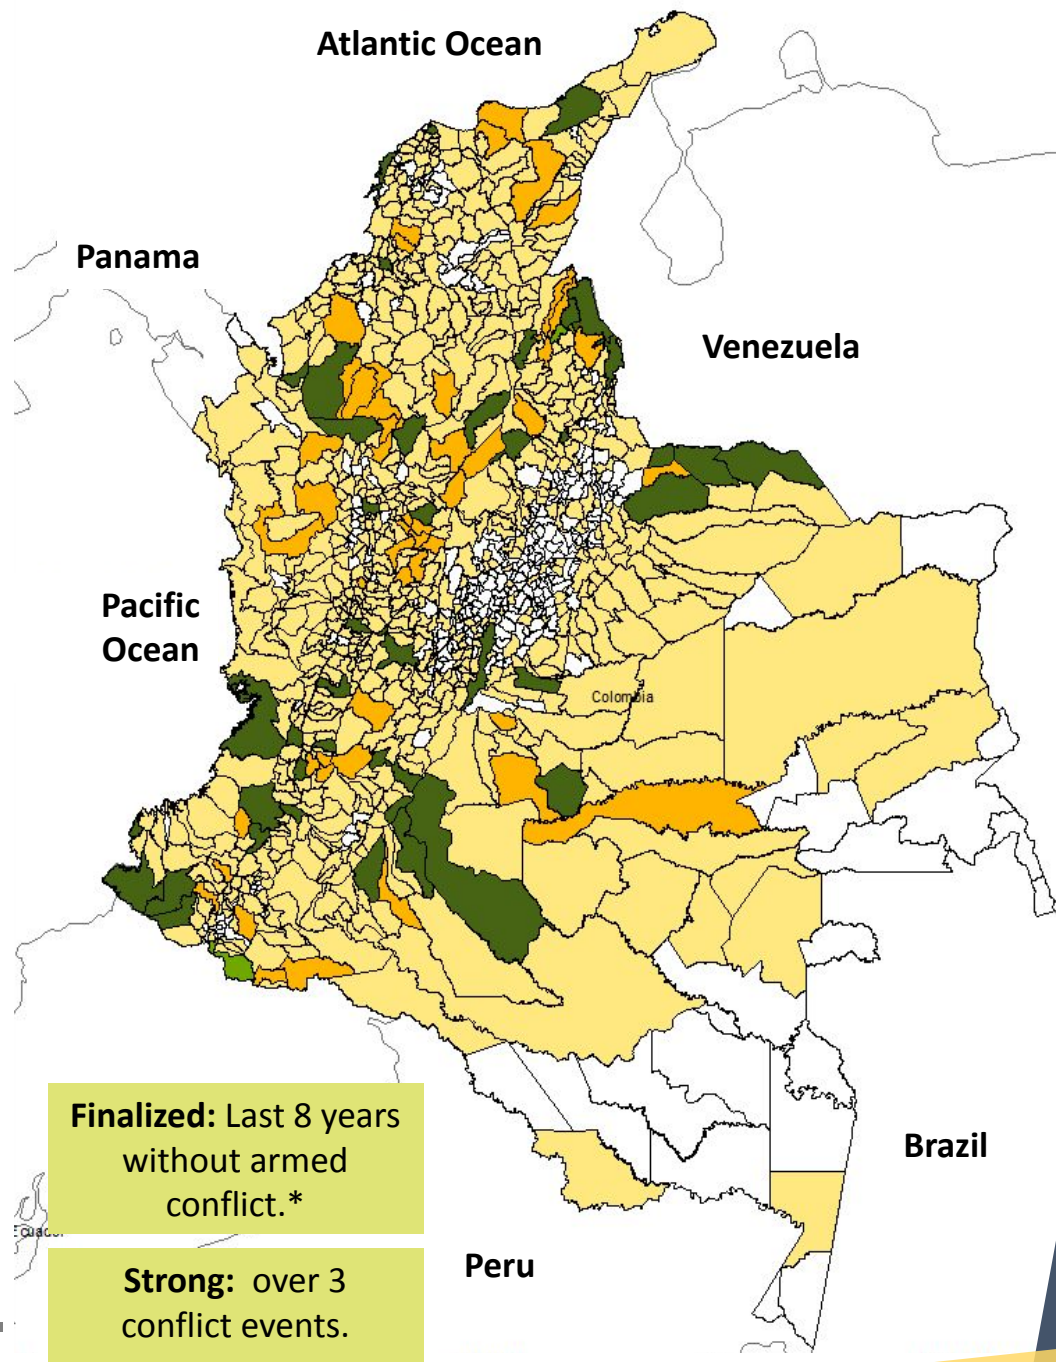 Atlantic Ocean
Panama
Venezuela
Pacific
Ocean
Colombia
Finalized: Last 8 years
without armed
conflict.*
Brazil
Ecuador
Strong: over 3
conflict events.
Peru